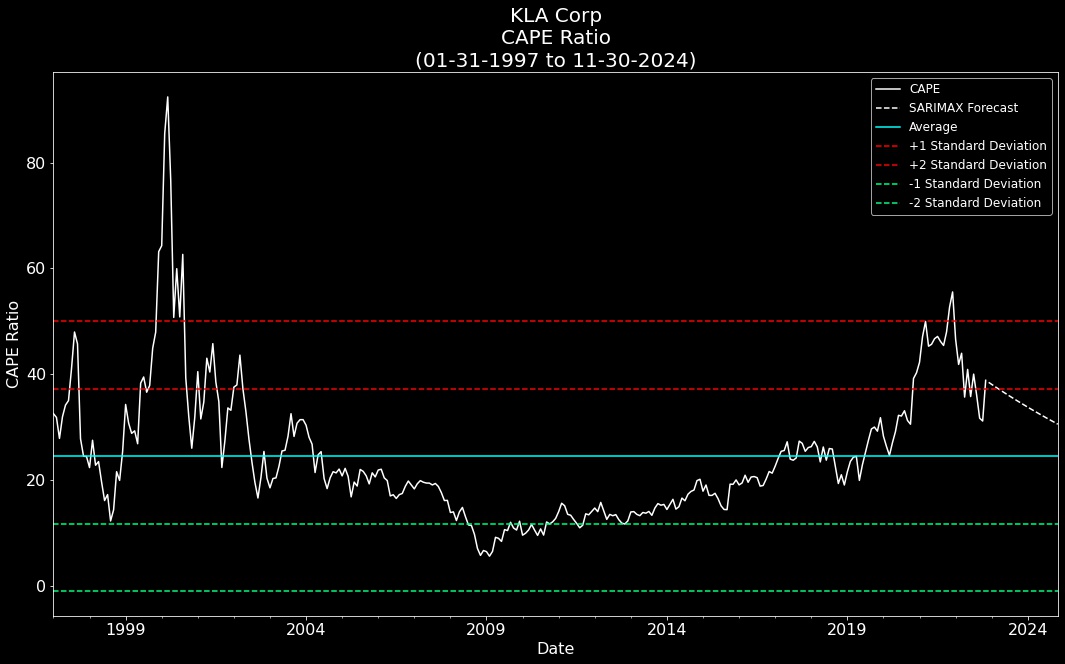 KLA Corp
CAPE Ratio
(01-31-1997 to 11-30-2024)
CAPE
SARIMAX Forecast
Average
+1 Standard Deviation
+2 Standard Deviation
-1 Standard Deviation
-2 Standard Deviation
CAPE Ratio
80
60
40
20
0
1999
2004
2009
2014
2019
2024
Date